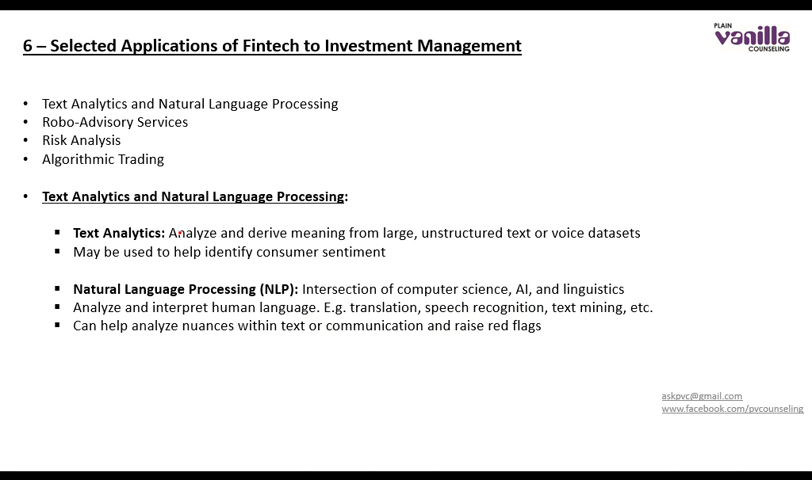 6 – Selected Applications of Fintech to Investment Management
PLAIN
vanilla
COUNSELING
• Text Analytics and Natural Language Processing
• Robo-Advisory Services
• Risk Analysis
• Algorithmic Trading
• Text Analytics and Natural Language Processing:
▪ Text Analytics: Analyze and derive meaning from large, unstructured text or voice datasets
▪ May be used to help identify consumer sentiment
▪ Natural Language Processing (NLP): Intersection of computer science, AI, and linguistics
▪ Analyze and interpret human language. E.g. translation, speech recognition, text mining, etc.
▪ Can help analyze nuances within text or communication and raise red flags
askpvc@gmail.com
www.facebook.com/pvcounseling